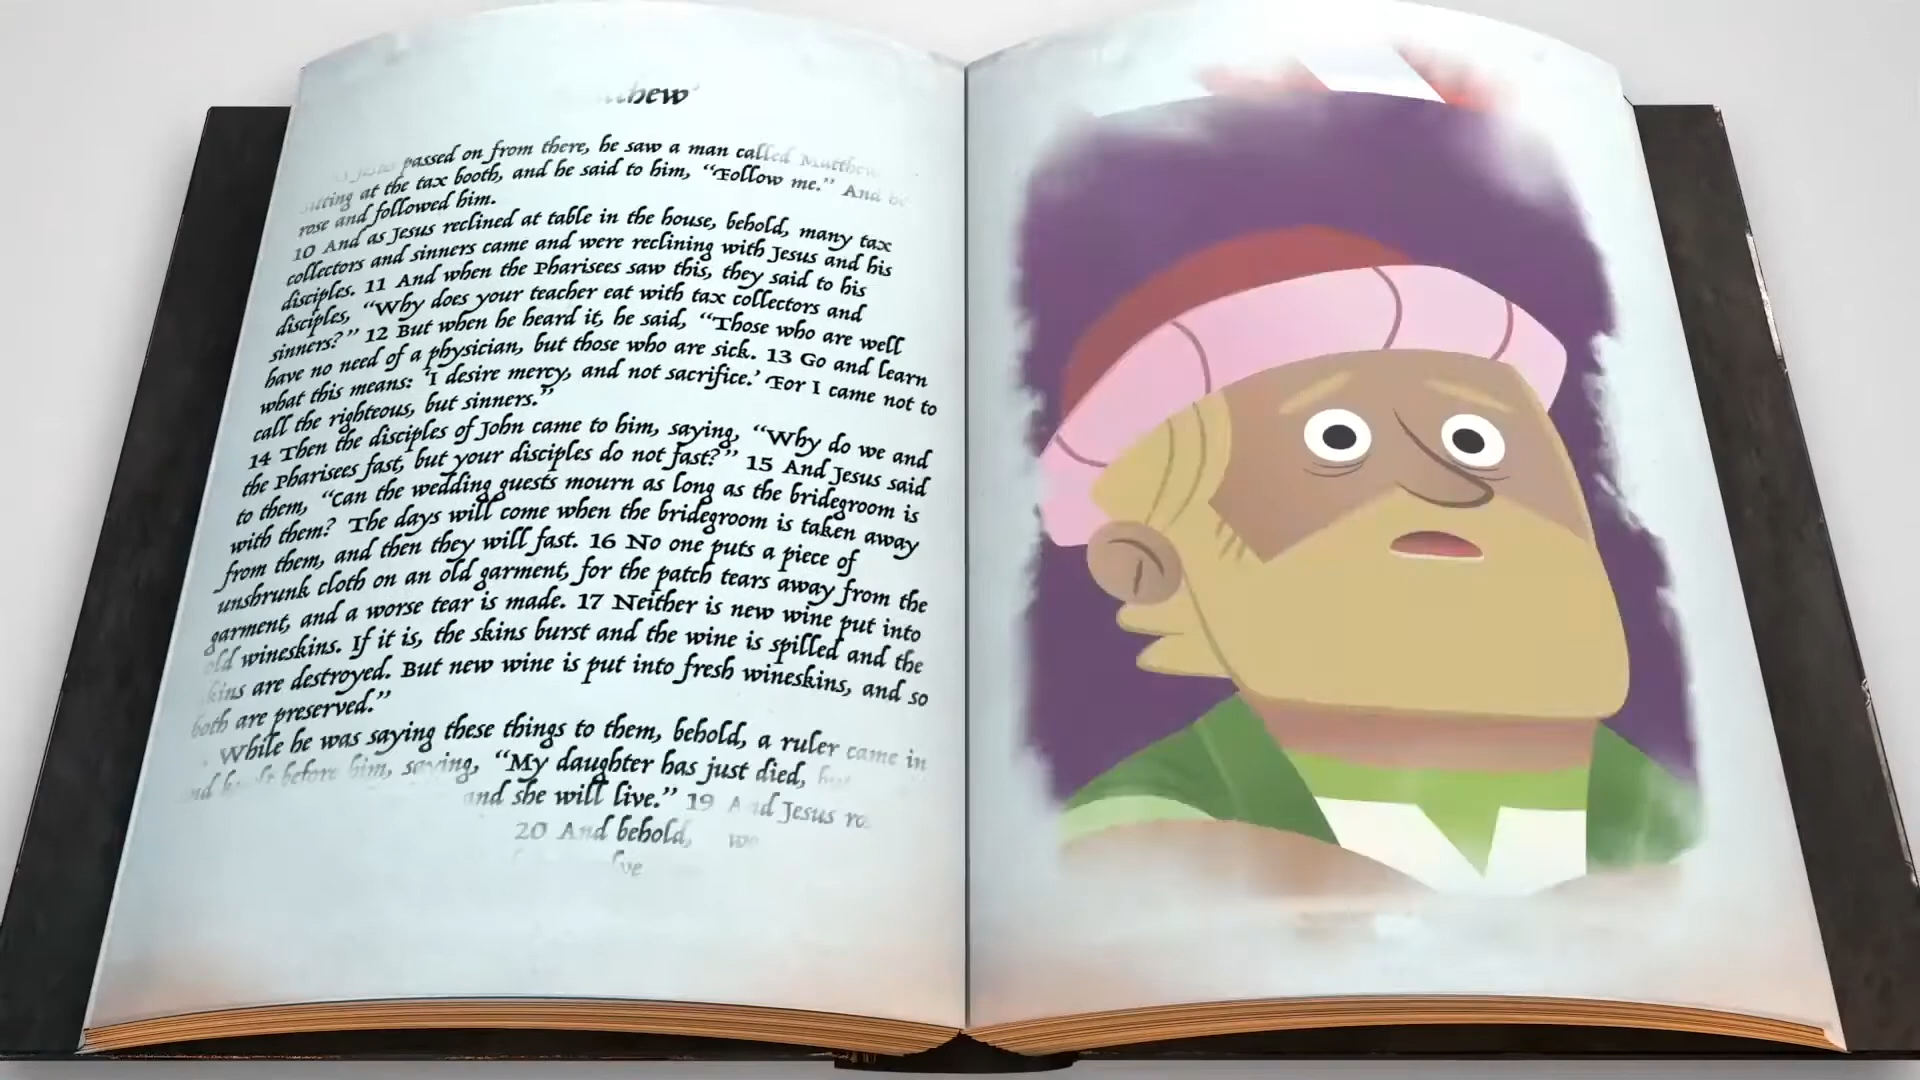 thew
passed on from there, he saw a man called Matthew
sitting at the tax booth, and he said to him, “Follow me.” And he
rose and followed him.
10 And as Jesus reclined at table in the house, behold, many tax
collectors and sinners came and were reclining with Jesus and his
disciples. 11 And when the Pharisees saw this, they said to his
disciples, “Why does your teacher eat with tax collectors and
sinners?” 12 But when he heard it, he said, “Those who are well
have no need of a physician, but those who are sick. 13 Go and learn
what this means: ‘I desire mercy, and not sacrifice.’ For I came not to
call the righteous, but sinners.”
14 Then the disciples of John came to him, saying, “Why do we and
the Pharisees fast, but your disciples do not fast?” 15 And Jesus said
to them, “Can the wedding guests mourn as long as the bridegroom is
with them? The days will come when the bridegroom is taken away
from them, and then they will fast. 16 No one puts a piece of
unshrunk cloth on an old garment, for the patch tears away from the
garment, and a worse tear is made. 17 Neither is new wine put into
old wineskins. If it is, the skins burst and the wine is spilled and the
skins are destroyed. But new wine is put into fresh wineskins, and so
both are preserved.”
While he was saying these things to them, behold, a ruler came in
and knelt before him, saying, “My daughter has just died,
and she will live.” 19 And Jesus
20 And behold,